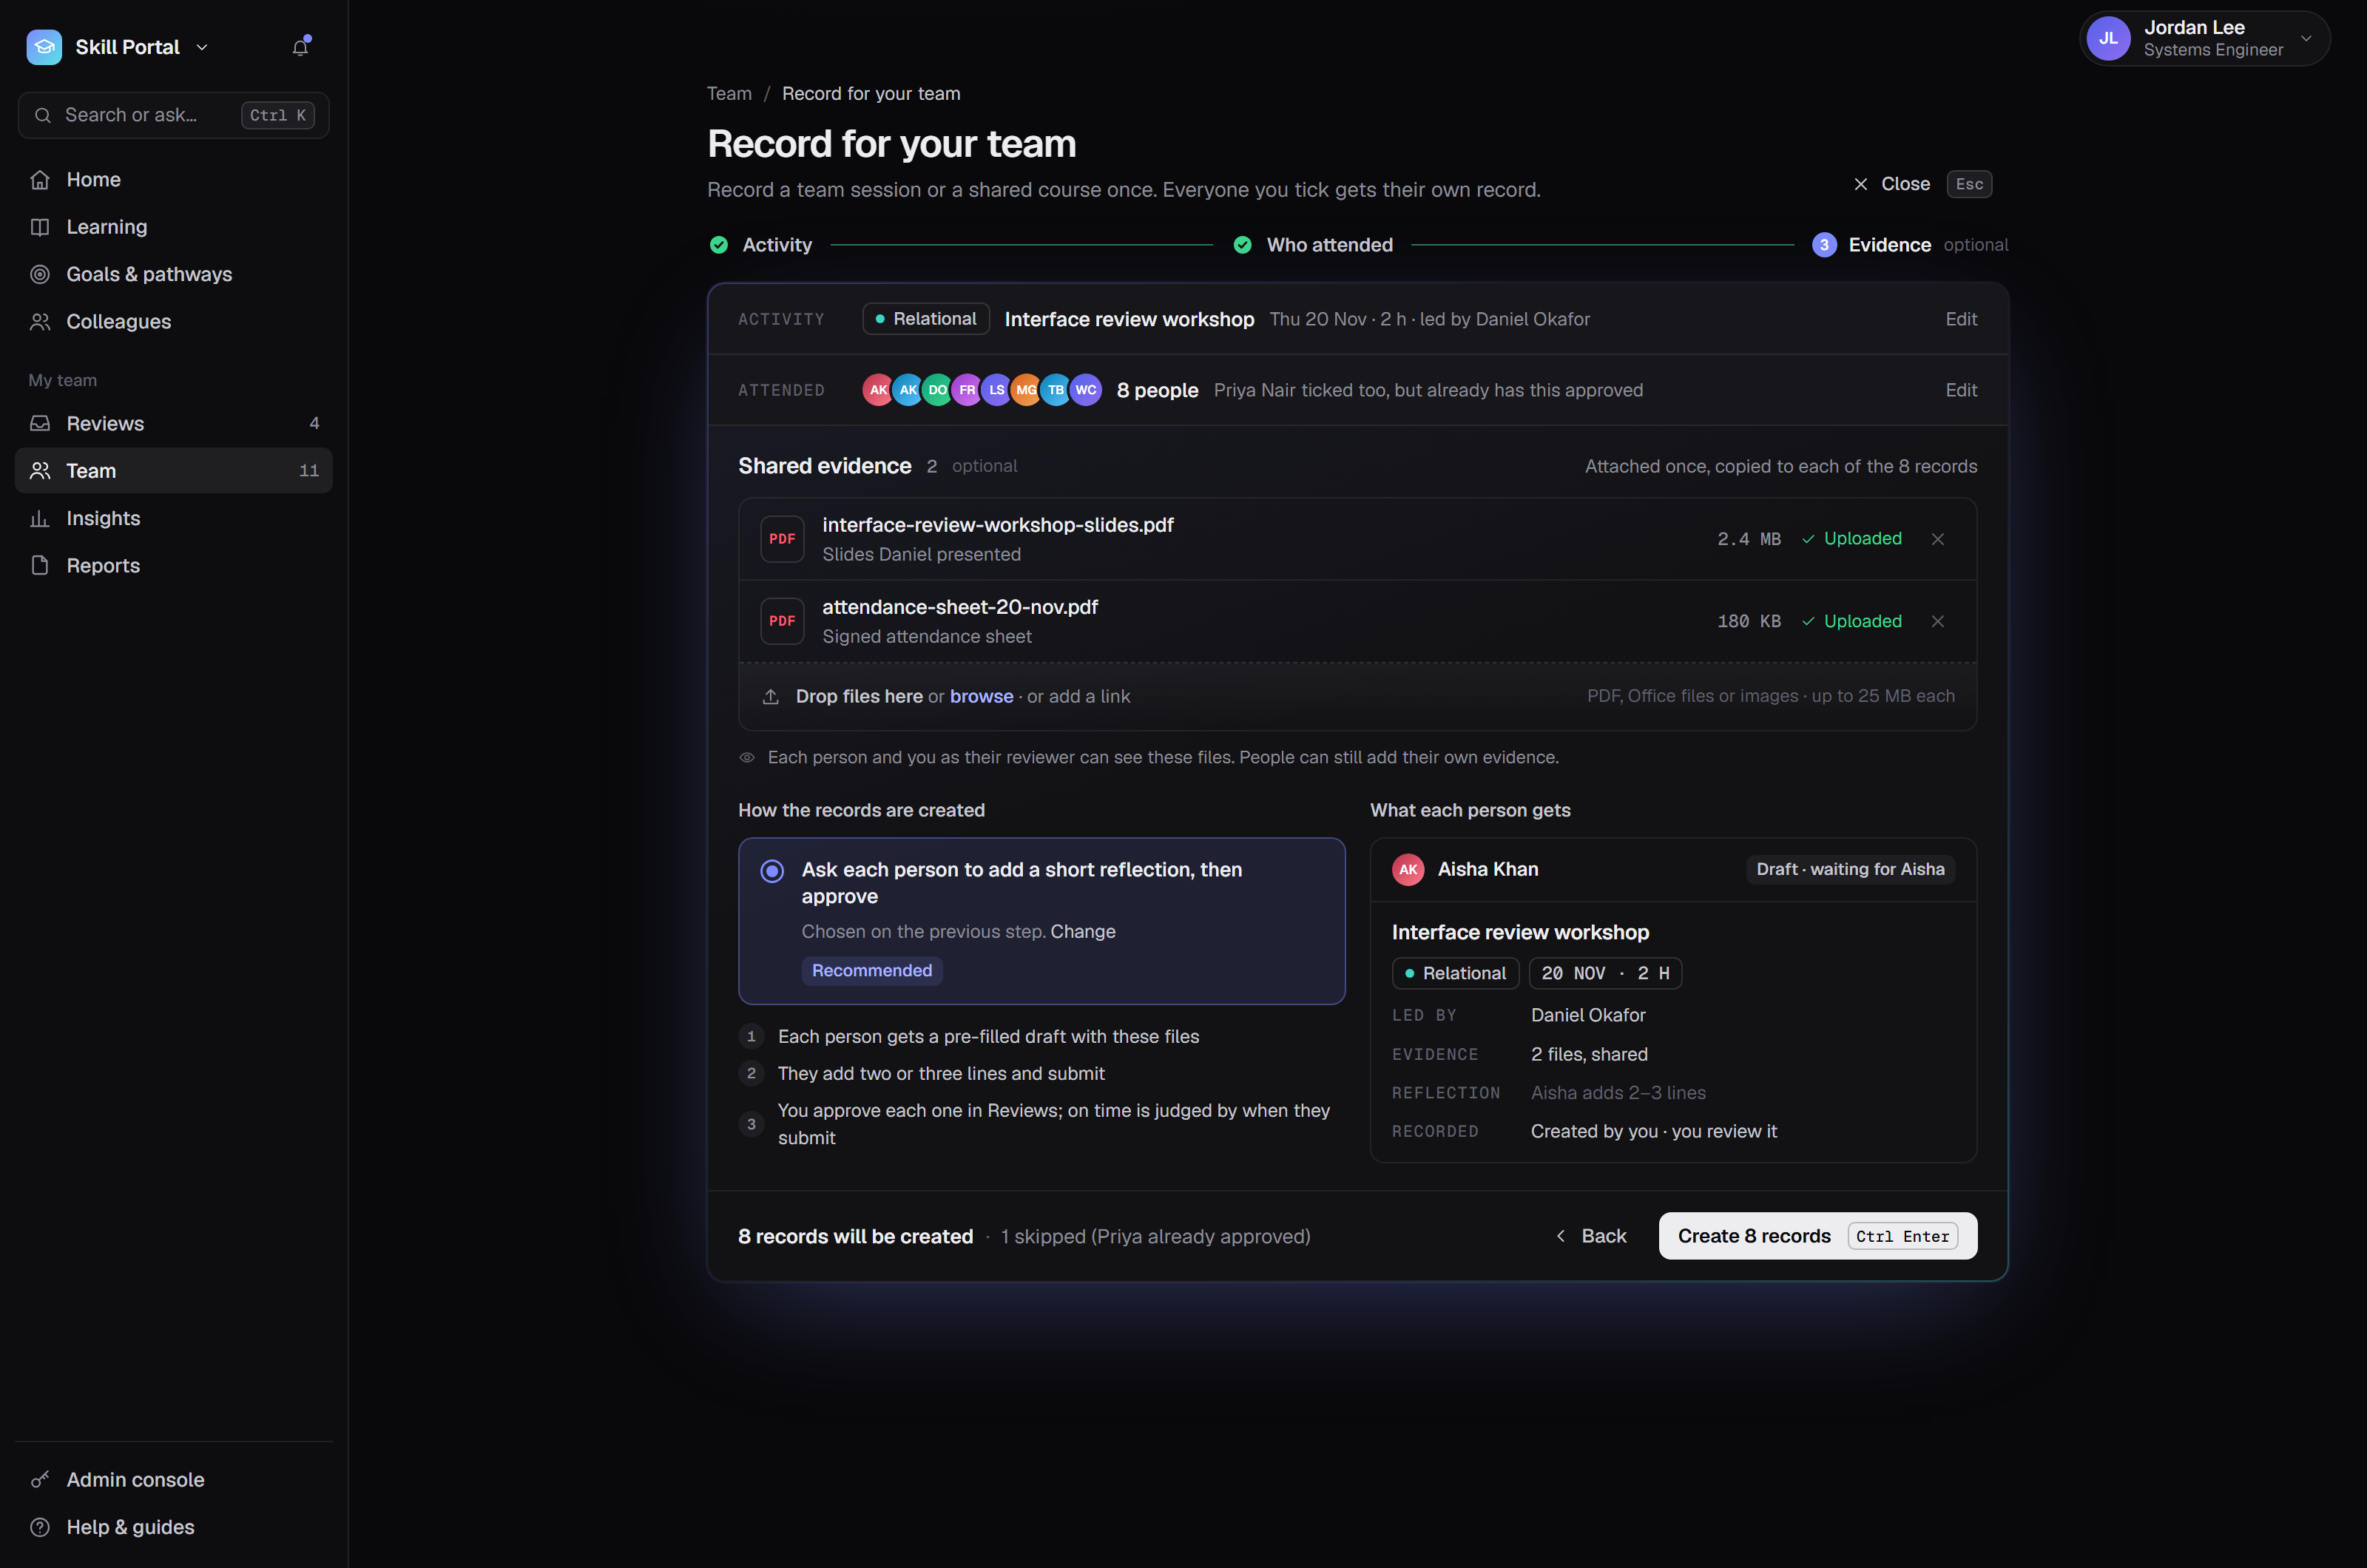 Skill Portal
Search or ask... Ctrl K
Home
Learning
Goals & pathways
Colleagues
My team
Reviews 4
Team 11
Insights
Reports
Admin console
Help & guides
JL Jordan Lee
Systems Engineer
Team / Record for your team
Record for your team
Record a team session or a shared course once. Everyone you tick gets their own record.
Close Esc
Activity Who attended 3 Evidence optional
ACTIVITY Relational Interface review workshop Thu 20 Nov · 2 h · led by Daniel Okafor Edit
ATTENDED AK AK DO FR LS MG TB WC 8 people Priya Nair ticked too, but already has this approved Edit
Shared evidence 2 optional Attached once, copied to each of the 8 records
PDF interface-review-workshop-slides.pdf 2.4 MB Uploaded
Slides Daniel presented
PDF attendance-sheet-20-nov.pdf 180 KB Uploaded
Signed attendance sheet
Drop files here or browse · or add a link PDF, Office files or images · up to 25 MB each
Each person and you as their reviewer can see these files. People can still add their own evidence.
How the records are created
Ask each person to add a short reflection, then
approve
Chosen on the previous step. Change
Recommended
1 Each person gets a pre-filled draft with these files
2 They add two or three lines and submit
3 You approve each one in Reviews; on time is judged by when they
submit
What each person gets
AK Aisha Khan Draft · waiting for Aisha
Interface review workshop
Relational 20 NOV · 2 H
LED BY Daniel Okafor
EVIDENCE 2 files, shared
REFLECTION Aisha adds 2–3 lines
RECORDED Created by you · you review it
8 records will be created · 1 skipped (Priya already approved) Back Create 8 records Ctrl Enter